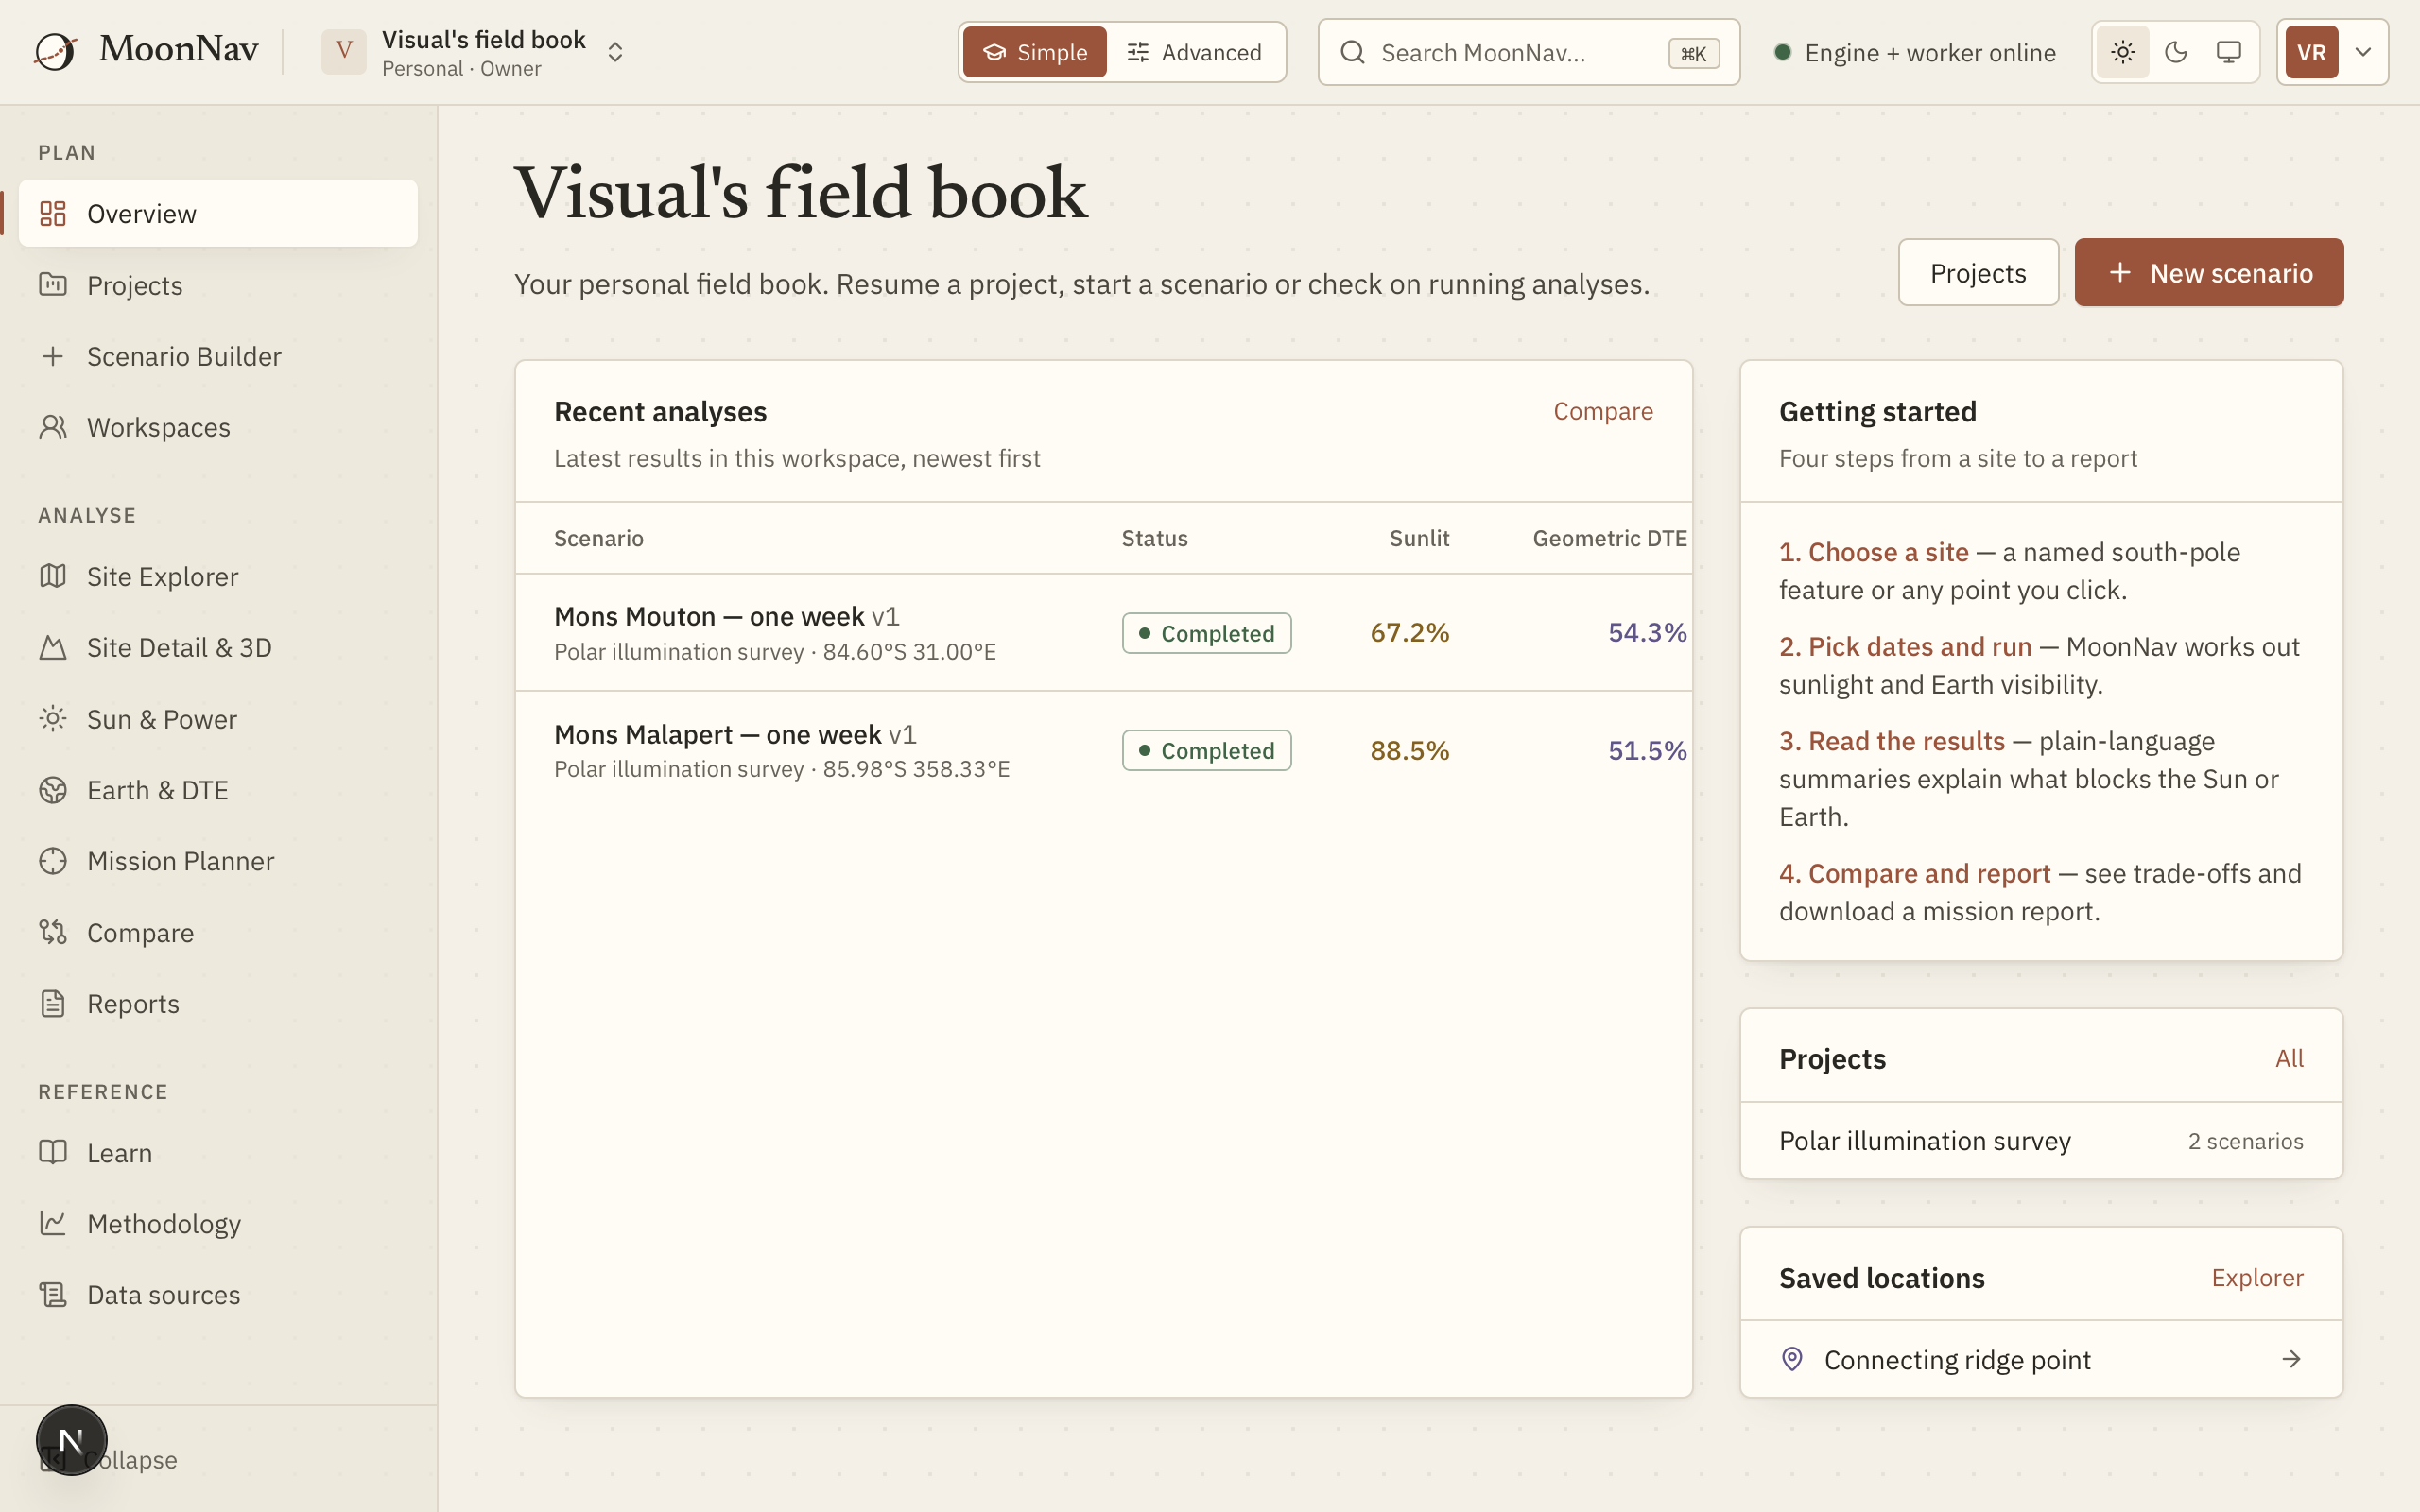 MoonNav
V
Visual's field book
Personal · Owner
Simple
Advanced
Search MoonNav...
⌘K
Engine + worker online
VR
PLAN
Overview
Projects
Scenario Builder
Workspaces
ANALYSE
Site Explorer
Site Detail & 3D
Sun & Power
Earth & DTE
Mission Planner
Compare
Reports
REFERENCE
Learn
Methodology
Data sources
N
Collapse
Visual's field book
Your personal field book. Resume a project, start a scenario or check on running analyses.
Projects
New scenario
Recent analyses
Compare
Latest results in this workspace, newest first
Scenario Status Sunlit Geometric DTE
Mons Mouton — one week v1
Polar illumination survey · 84.60°S 31.00°E
Completed
67.2%
54.3%
Mons Malapert — one week v1
Polar illumination survey · 85.98°S 358.33°E
Completed
88.5%
51.5%
Getting started
Four steps from a site to a report
1. Choose a site — a named south-pole
feature or any point you click.
2. Pick dates and run — MoonNav works out
sunlight and Earth visibility.
3. Read the results — plain-language
summaries explain what blocks the Sun or
Earth.
4. Compare and report — see trade-offs and
download a mission report.
Projects
All
Polar illumination survey
2 scenarios
Saved locations
Explorer
Connecting ridge point